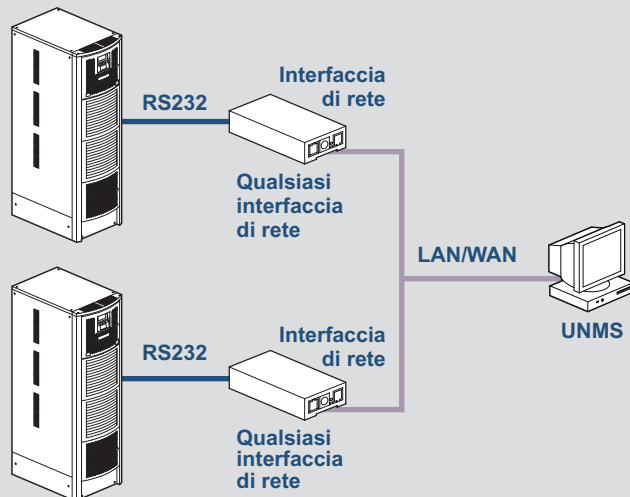 Interfaccia
di rete
RS232
Qualsiasi
interfaccia
di rete
LAN/WAN
UNMS
Interfaccia
di rete
RS232
Qualsiasi
interfaccia
di rete